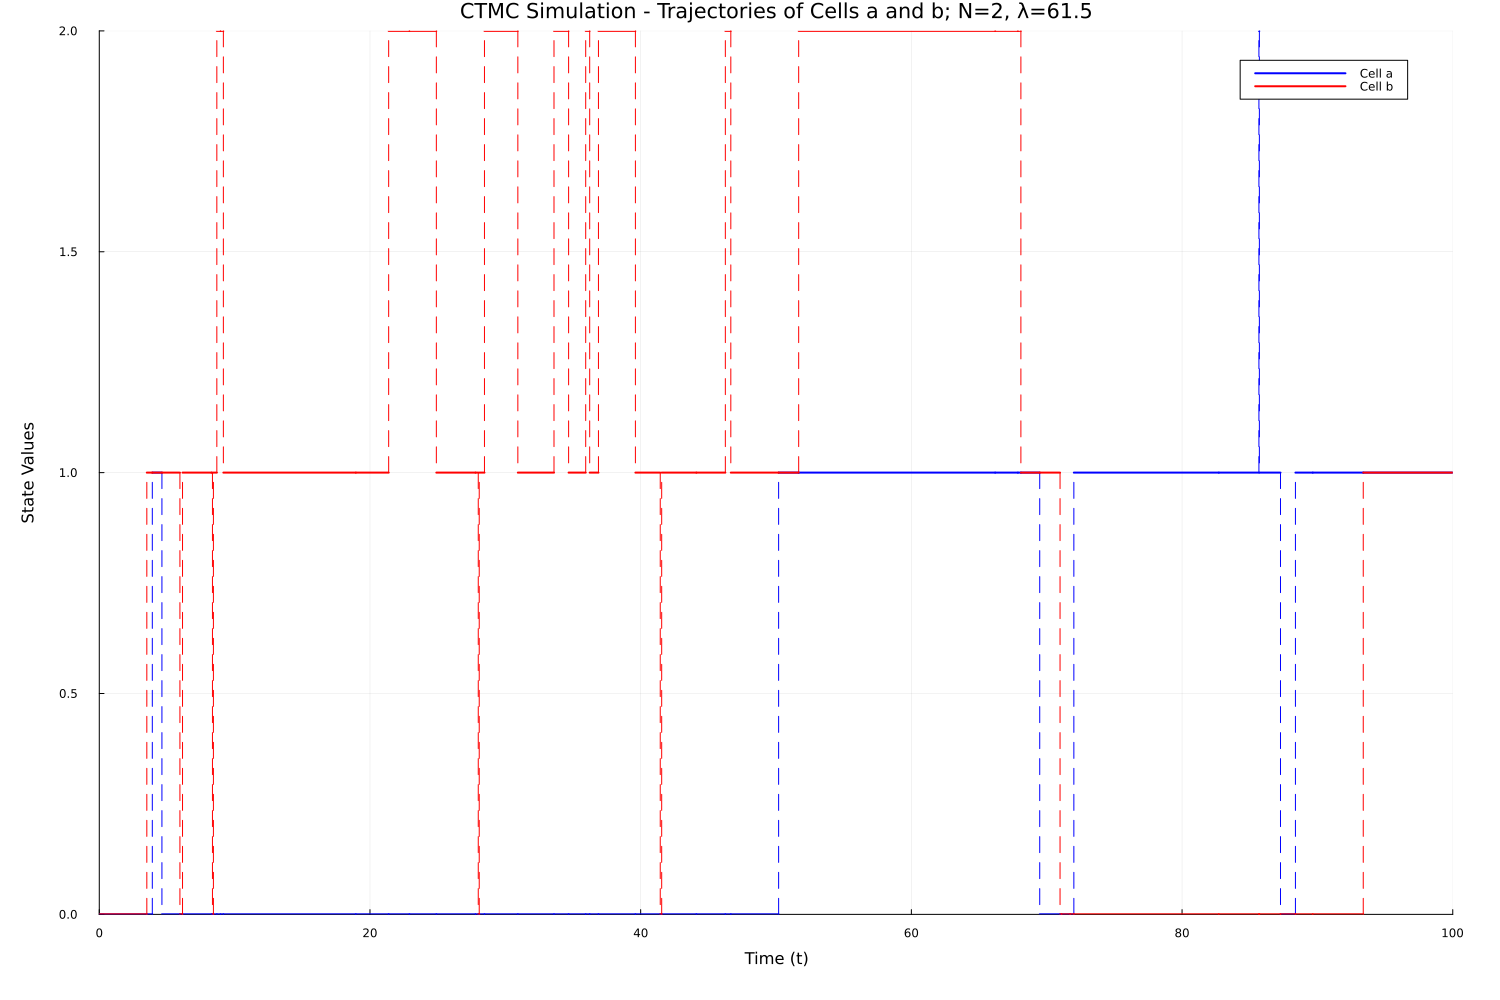 CTMC Simulation - Trajectories of Cells a and b; N=2, λ=61.5
2.0
1.5
1.0
0.5
0.0
State Values
Cell a
Cell b
0 20 40 60 80 100
Time (t)